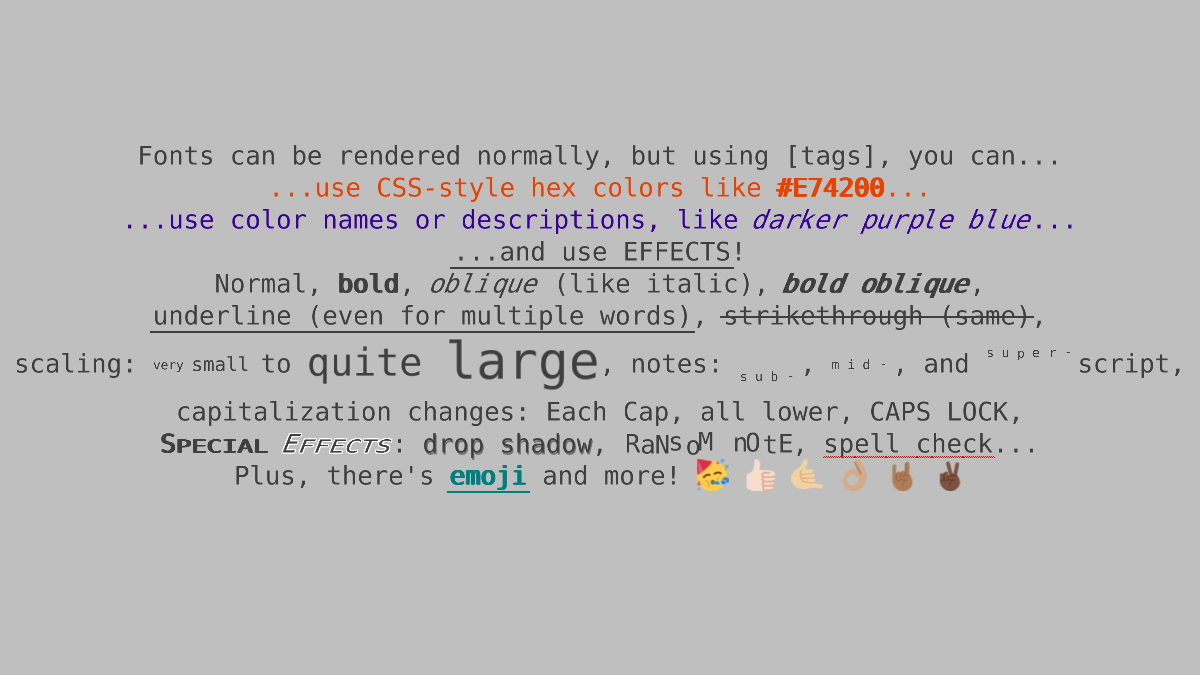 Fonts can be rendered normally, but using [tags], you can...
...use CSS-style hex colors like #E74200...
...use color names or descriptions, like darker purple blue...
...and use EFFECTS!
Normal, bold, oblique (like italic), bold oblique,
underline (even for multiple words), strikethrough (same),
scaling: very small to quite large, notes: sub-, mid-, and super-script,
capitalization changes: Each Cap, all lower, CAPS LOCK,
Special Effects: drop shadow, RaNsoM nOtE, spell check...
Plus, there's emoji and more! 🥳 👍🏻 🤙🏼 👌🏽 🤘🏾 ✌🏿